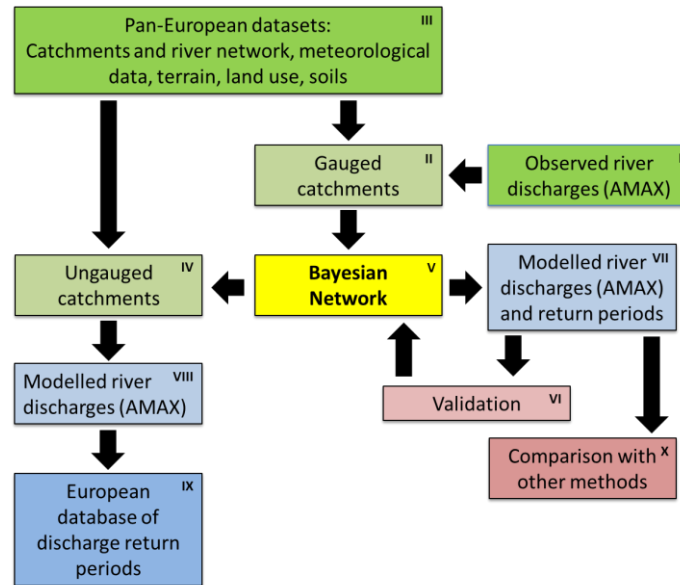 Pan-European datasets:
III
Catchments and river network, meteorological
data, terrain, land use, soils
Gauged
II
catchments
Observed river
I
discharges (AMAX)
Ungauged
IV
catchments
Bayesian
V
Network
Modelled river
VII
discharges (AMAX)
and return periods
Modelled river
VIII
discharges (AMAX)
Validation
VI
European
IX
database of
discharge return
periods
Comparison with
X
other methods